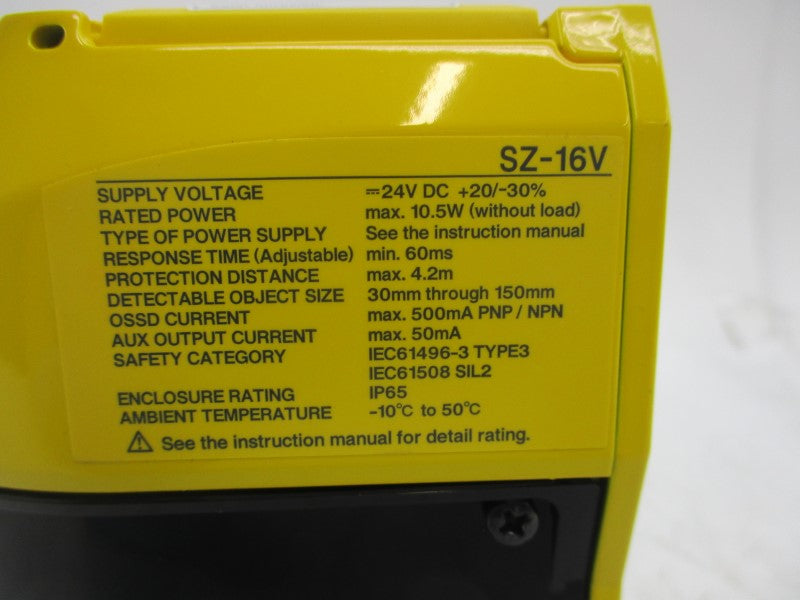 SZ-16V
SUPPLY VOLTAGE ⎓24V DC +20/-30%
RATED POWER max. 10.5W (without load)
TYPE OF POWER SUPPLY See the instruction manual
RESPONSE TIME (Adjustable) min. 60ms
PROTECTION DISTANCE max. 4.2m
DETECTABLE OBJECT SIZE 30mm through 150mm
OSSD CURRENT max. 500mA PNP / NPN
AUX OUTPUT CURRENT max. 50mA
SAFETY CATEGORY IEC61496-3 TYPE3
IEC61508 SIL2
ENCLOSURE RATING IP65
AMBIENT TEMPERATURE -10℃ to 50℃
⚠ See the instruction manual for detail rating.